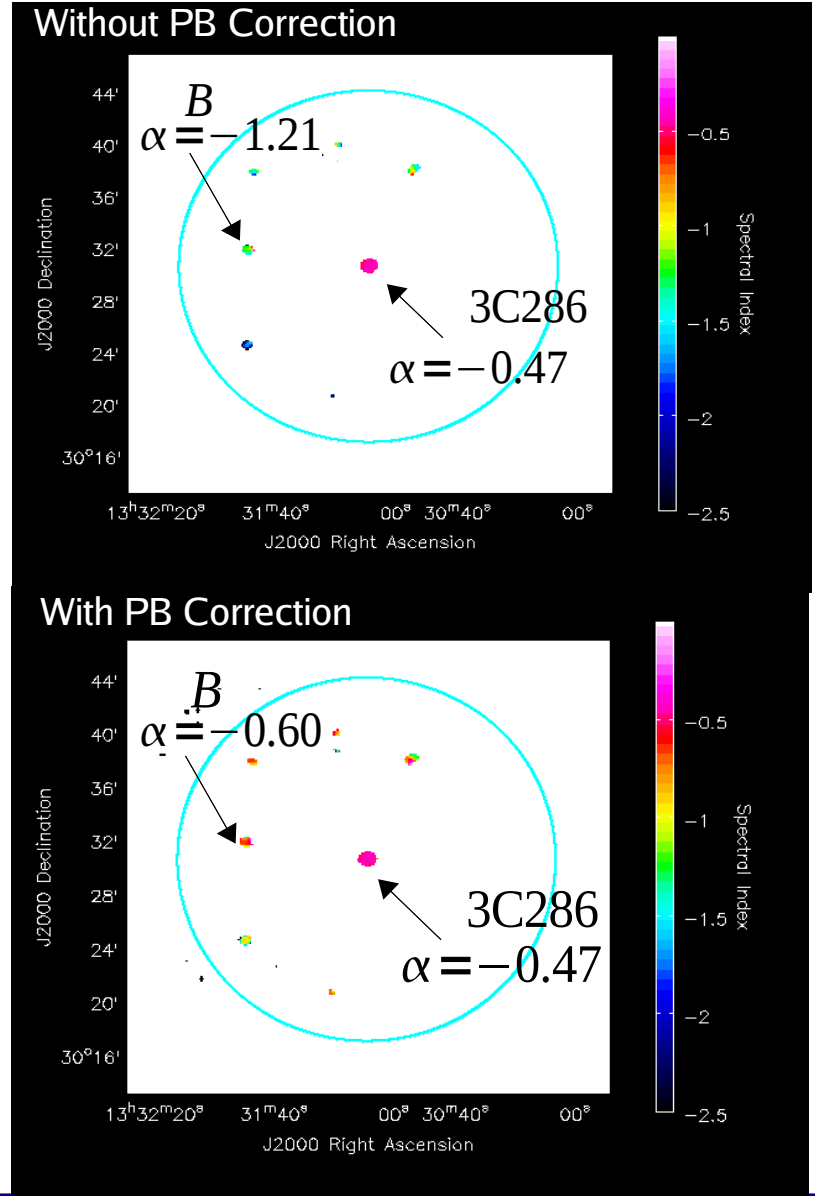 Without PB Correction
B
α=−1.21
3C286
α=−0.47
44'
40'
36'
32'
28'
24'
20'
30°16'
J2000 Declination
13ʰ32ᵐ20ˢ 31ᵐ40ˢ 00ˢ 30ᵐ40ˢ 00ˢ
J2000 Right Ascension
−0.5
−1
−1.5
−2
−2.5
Spectral Index
With PB Correction
B
α=−0.60
3C286
α=−0.47
44'
40'
36'
32'
28'
24'
20'
30°16'
J2000 Declination
13ʰ32ᵐ20ˢ 31ᵐ40ˢ 00ˢ 30ᵐ40ˢ 00ˢ
J2000 Right Ascension
−0.5
−1
−1.5
−2
−2.5
Spectral Index